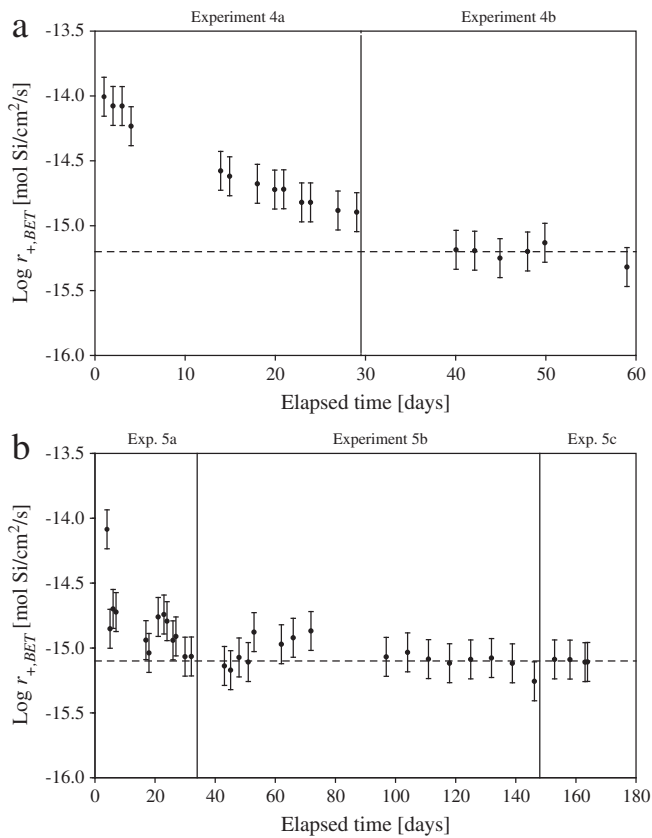 a
Experiment 4a Experiment 4b
-13.5
-14.0
-14.5
-15.0
-15.5
-16.0
Log r+,BET [mol Si/cm2/s]
0 10 20 30 40 50 60
Elapsed time [days]
b
Exp. 5a Experiment 5b Exp. 5c
-13.5
-14.0
-14.5
-15.0
-15.5
-16.0
Log r+,BET [mol Si/cm2/s]
0 20 40 60 80 100 120 140 160 180
Elapsed time [days]